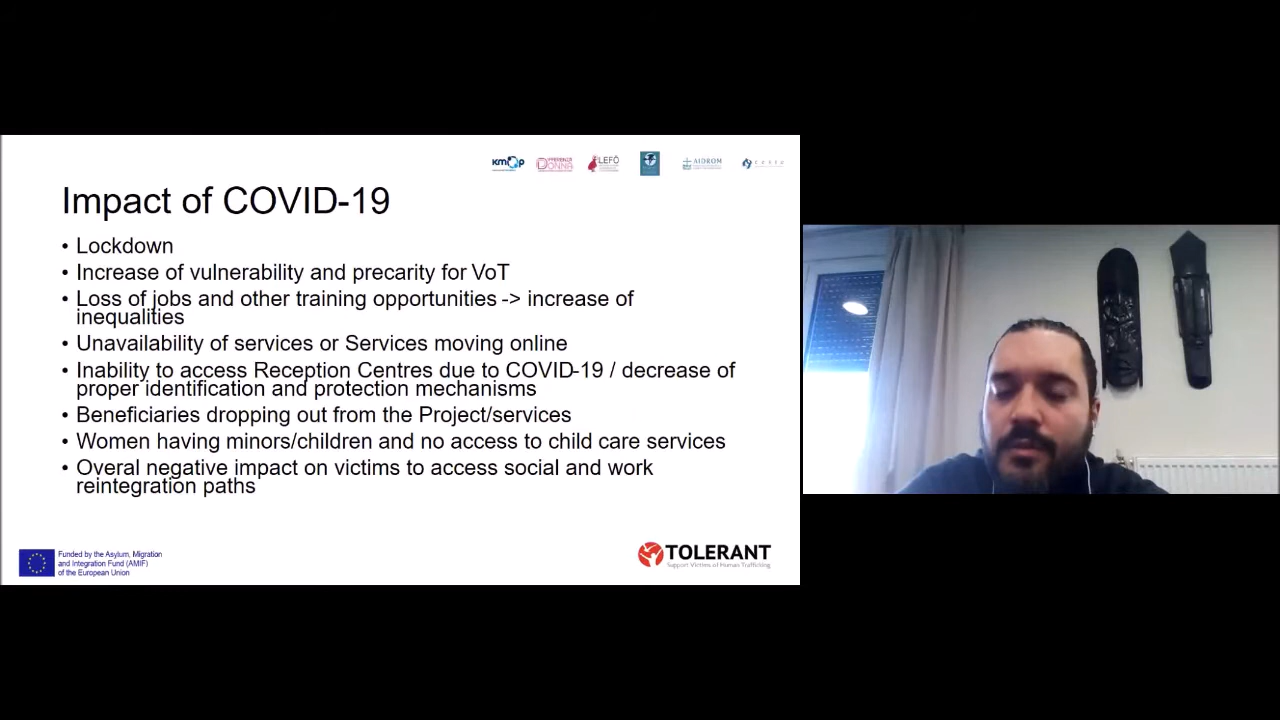 kmop
DIFFERENZA
DONNA
LEFÖ
AIDROM
Impact of COVID-19
• Lockdown
• Increase of vulnerability and precarity for VoT
• Loss of jobs and other training opportunities -> increase of
inequalities
• Unavailability of services or Services moving online
• Inability to access Reception Centres due to COVID-19 / decrease of
proper identification and protection mechanisms
• Beneficiaries dropping out from the Project/services
• Women having minors/children and no access to child care services
• Overal negative impact on victims to access social and work
reintegration paths
Funded by the Asylum, Migration
and Integration Fund (AMIF)
of the European Union
TOLERANT
Support Victims of Human Trafficking